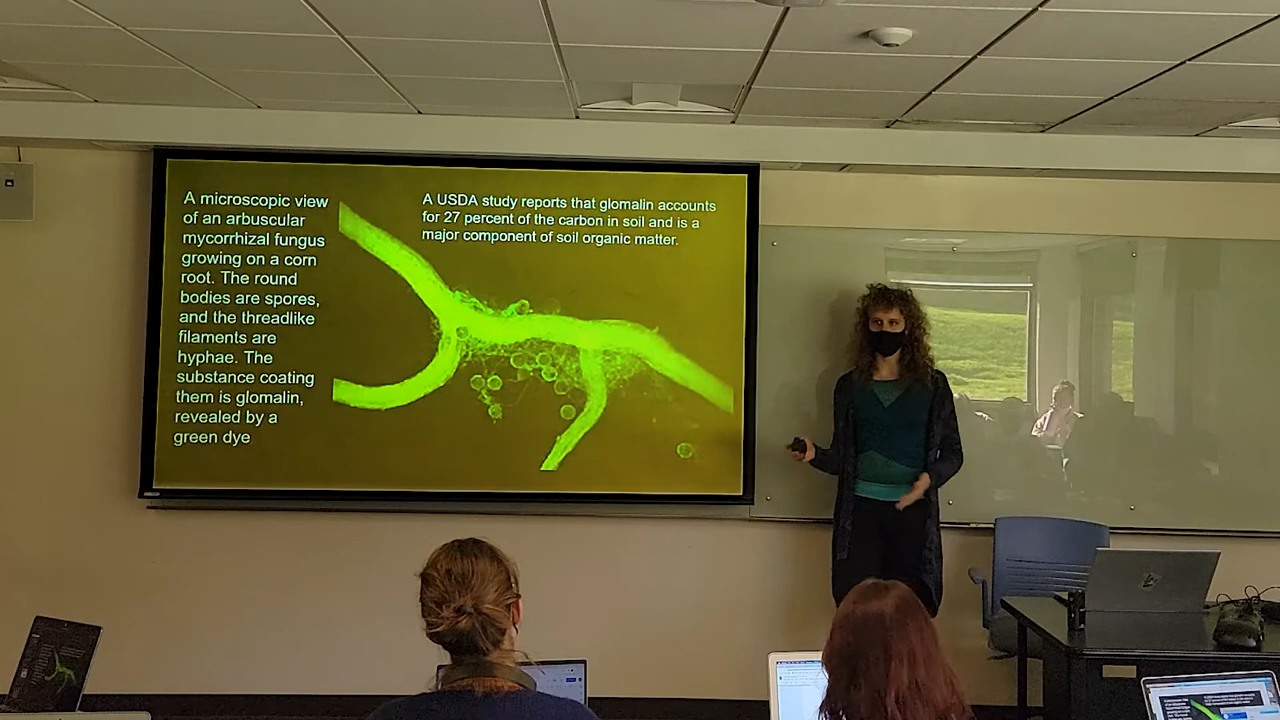 A microscopic view
of an arbuscular
mycorrhizal fungus
growing on a corn
root. The round
bodies are spores,
and the threadlike
filaments are
hyphae. The
substance coating
them is glomalin,
revealed by a
green dye
A USDA study reports that glomalin accounts
for 27 percent of the carbon in soil and is a
major component of soil organic matter.